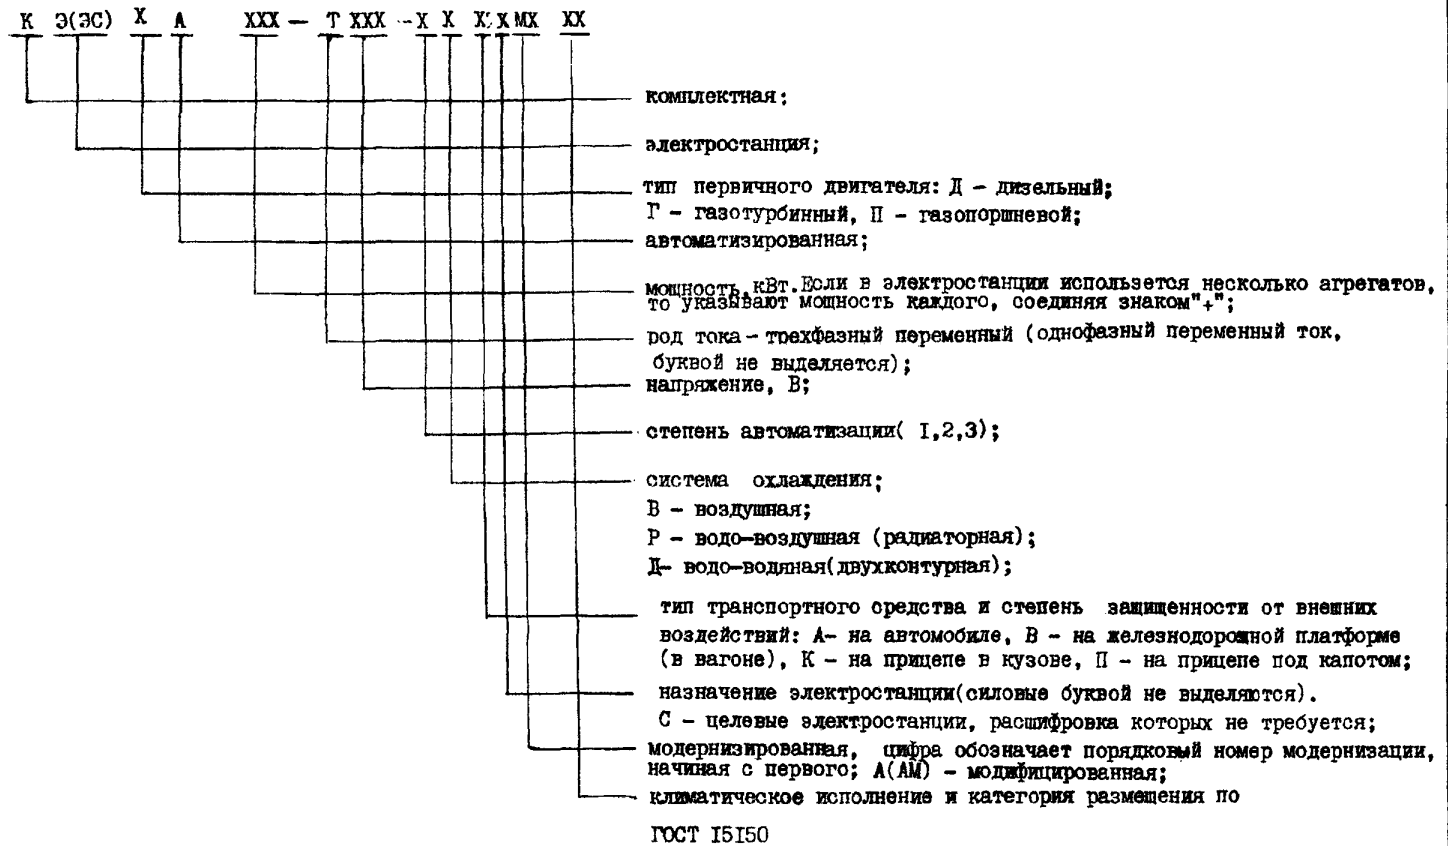 К Э(ЭС) Х А ХХХ — Т ХХХ -Х Х Х Х МХ ХХ
комплектная;
электростанция;
тип первичного двигателя: Д - дизельный;
Г - газотурбинный, П - газопоршневой;
автоматизированная;
мощность, кВт.Если в электростанции используется несколько агрегатов,
то указывают мощность каждого, соединяя знаком"+";
род тока - трехфазный переменный (однофазный переменный ток,
буквой не выделяется);
напряжение, В;
степень автоматизации( I,2,3);
система охлаждения;
В - воздушная;
Р - водо-воздушная (радиаторная);
Д- водо-водяная(двухконтурная);
тип транспортного средства и степень защищенности от внешних
воздействий: А- на автомобиле, В - на железнодорожной платформе
(в вагоне), К - на прицепе в кузове, П - на прицепе под капотом;
назначение электростанции(силовые буквой не выделяются).
С - целевые электростанции, расшифровка которых не требуется;
модернизированная, цифра обозначает порядковый номер модернизации,
начиная с первого; А(АМ) - модифицированная;
климатическое исполнение и категория размещения по
ГОСТ I5I50